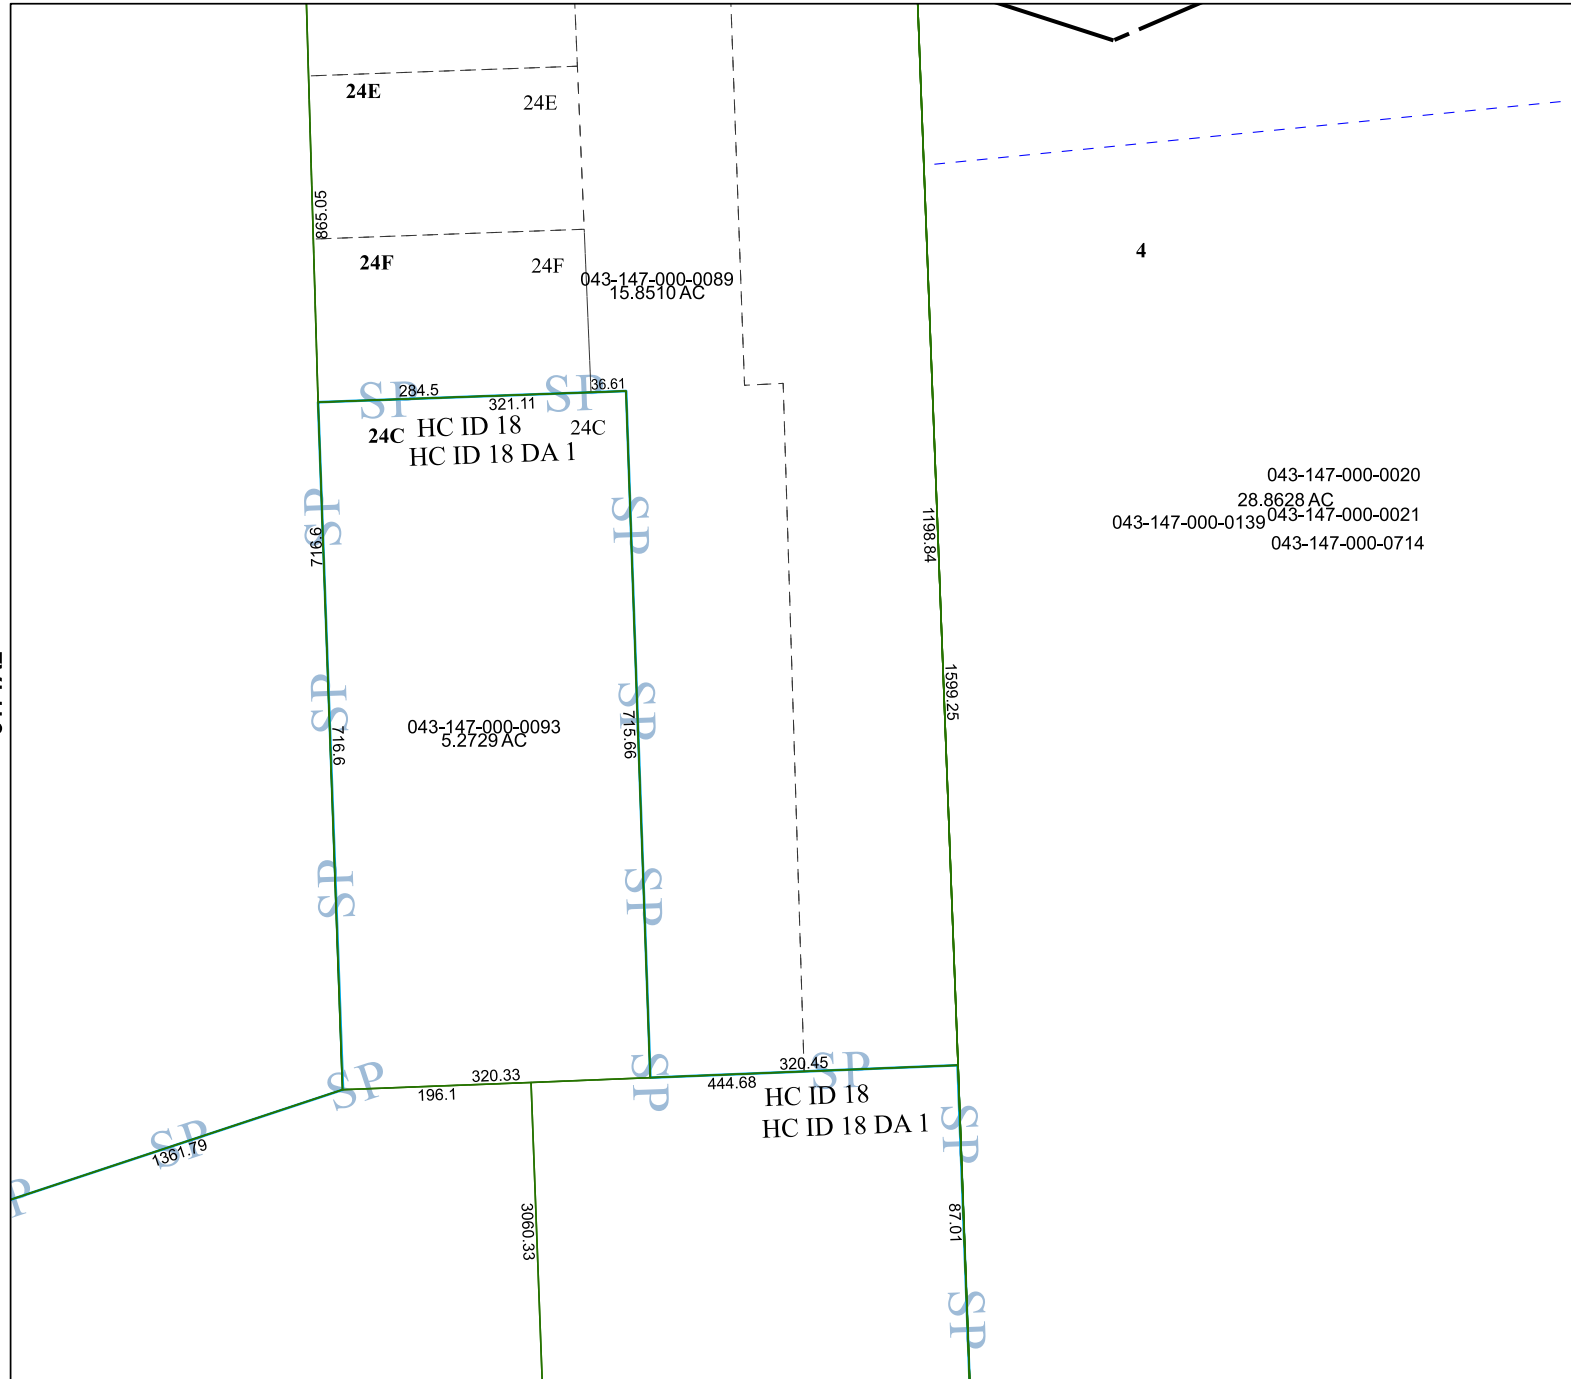 24E
24E
865.05
24F
24F
043-147-000-0089
15.8510 AC
4
SP
284.5
SP
36.61
321.11
24C
HC ID 18
24C
HC ID 18 DA 1
043-147-000-0020
28.8628 AC
043-147-000-0139
043-147-000-0021
043-147-000-0714
SP
716.6
SP
1198.84
1599.25
SP
716.6
043-147-000-0093
5.2729 AC
SP
715.66
SP
SP
SP
320.33
196.1
SP
444.68
320.45
SP
HC ID 18
HC ID 18 DA 1
SP
1361.79
SP
3060.33
87.01
SP